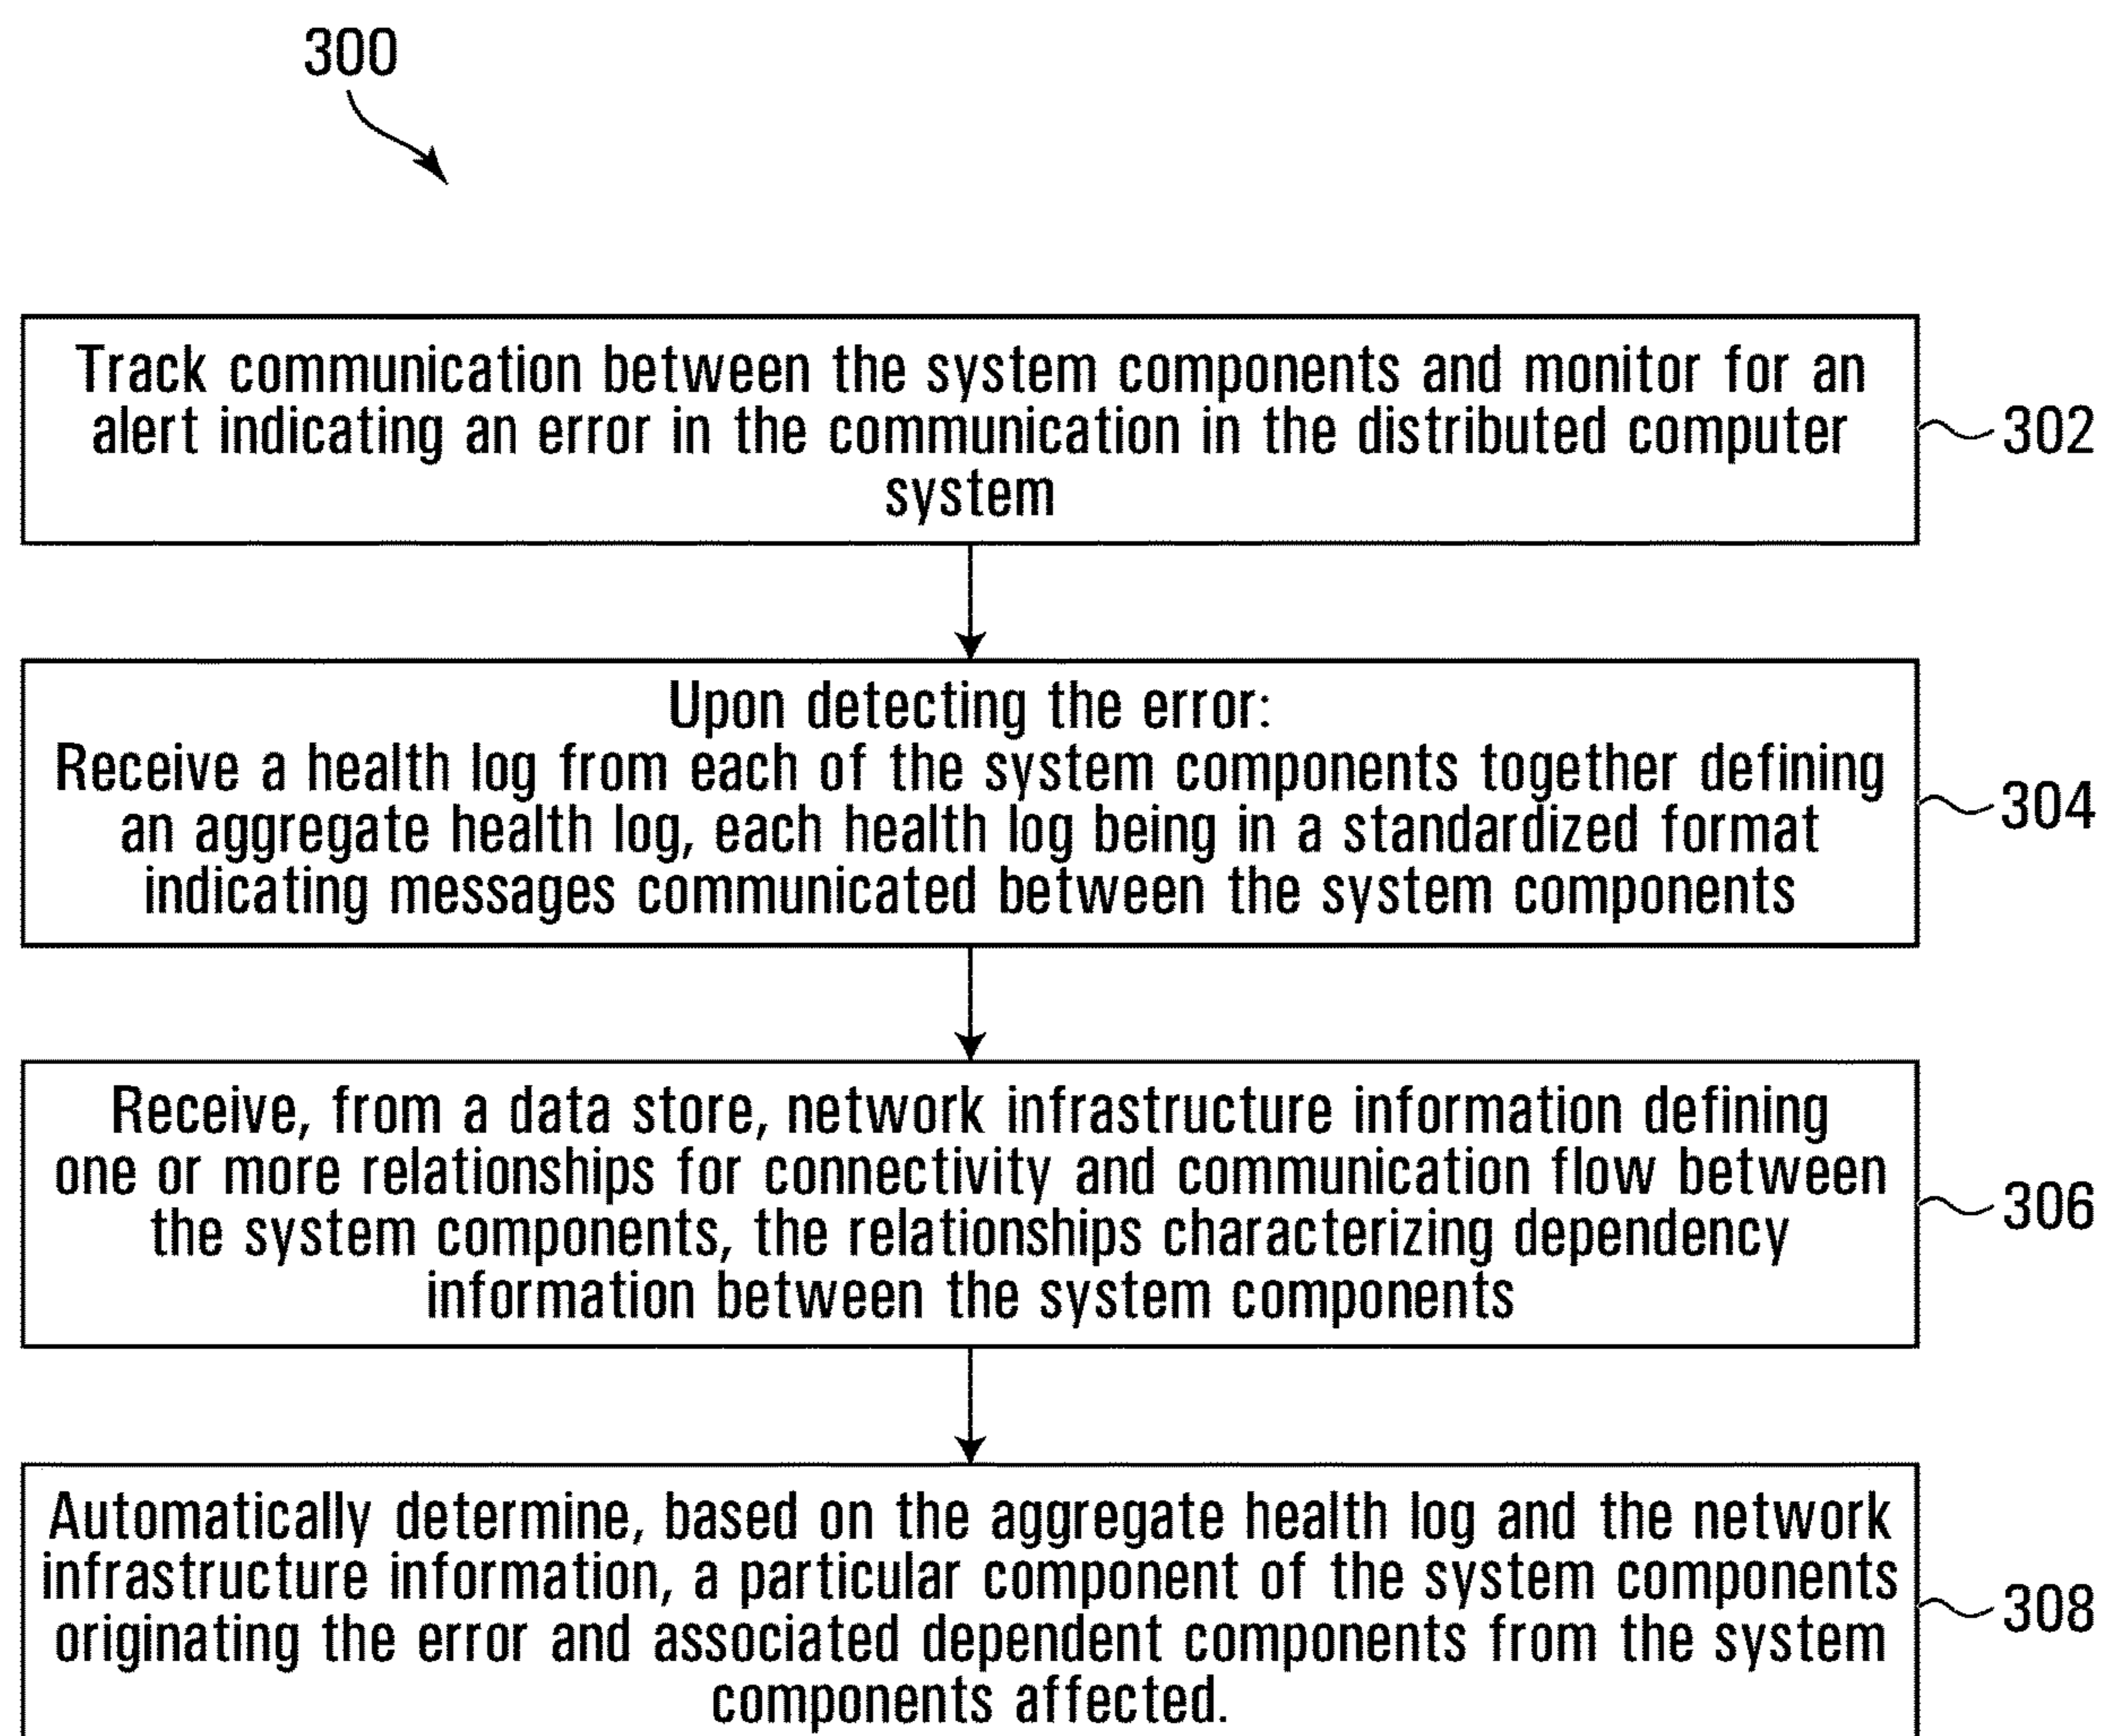 300
Track communication between the system components and monitor for an
alert indicating an error in the communication in the distributed computer
system
302
Upon detecting the error:
Receive a health log from each of the system components together defining
an aggregate health log, each health log being in a standardized format
indicating messages communicated between the system components
304
Receive, from a data store, network infrastructure information defining
one or more relationships for connectivity and communication flow between
the system components, the relationships characterizing dependency
information between the system components
306
Automatically determine, based on the aggregate health log and the network
infrastructure information, a particular component of the system components
originating the error and associated dependent components from the system
components affected.
308